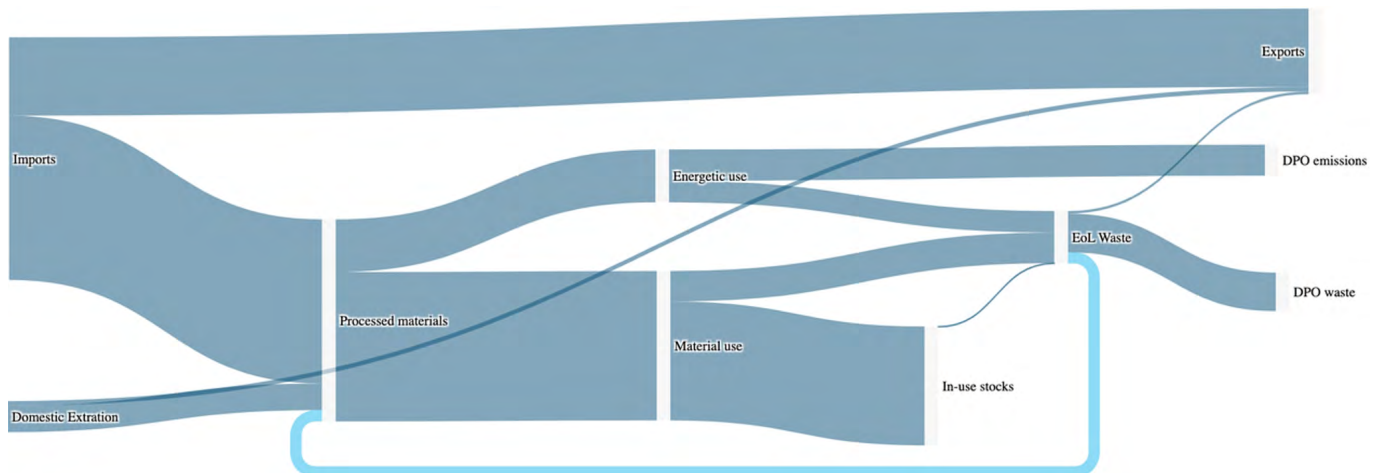 Exports
Imports
DPO emissions
Energetic use
EoL Waste
DPO waste
Processed materials
Material use
In-use stocks
Domestic Extration